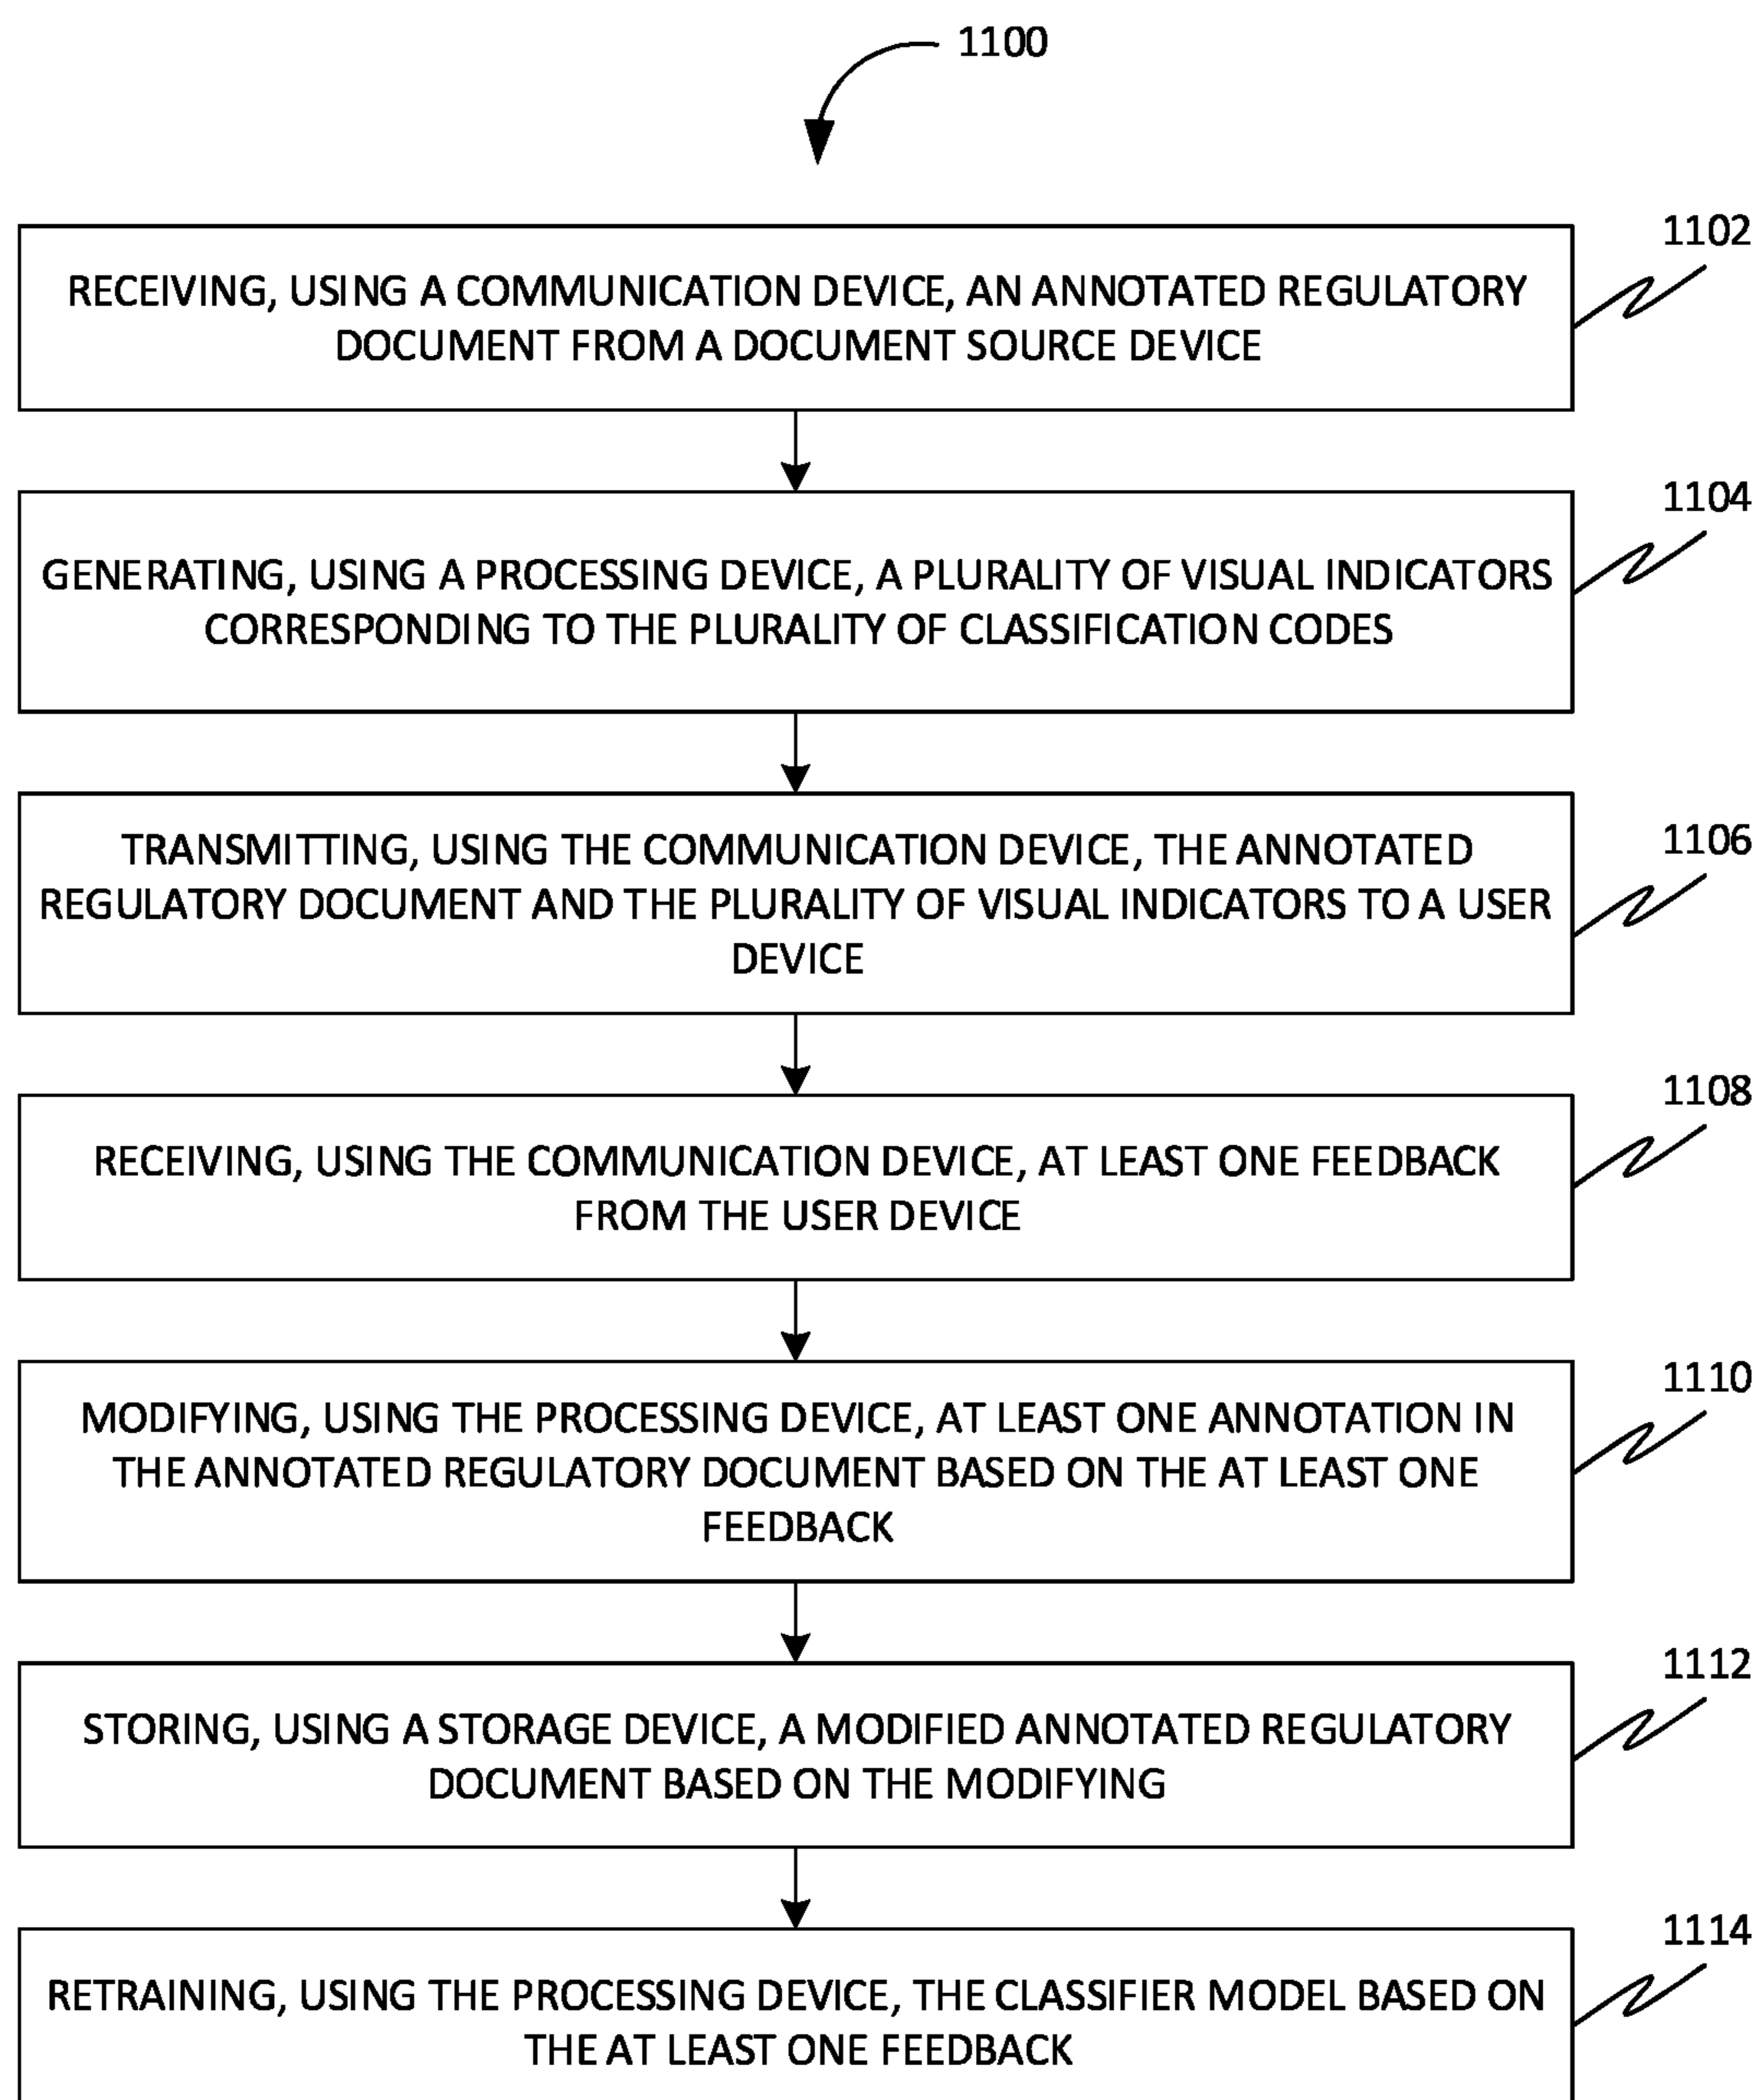 1100
1102
RECEIVING, USING A COMMUNICATION DEVICE, AN ANNOTATED REGULATORY
DOCUMENT FROM A DOCUMENT SOURCE DEVICE
1104
GENERATING, USING A PROCESSING DEVICE, A PLURALITY OF VISUAL INDICATORS
CORRESPONDING TO THE PLURALITY OF CLASSIFICATION CODES
1106
TRANSMITTING, USING THE COMMUNICATION DEVICE, THE ANNOTATED
REGULATORY DOCUMENT AND THE PLURALITY OF VISUAL INDICATORS TO A USER
DEVICE
1108
RECEIVING, USING THE COMMUNICATION DEVICE, AT LEAST ONE FEEDBACK
FROM THE USER DEVICE
1110
MODIFYING, USING THE PROCESSING DEVICE, AT LEAST ONE ANNOTATION IN
THE ANNOTATED REGULATORY DOCUMENT BASED ON THE AT LEAST ONE
FEEDBACK
1112
STORING, USING A STORAGE DEVICE, A MODIFIED ANNOTATED REGULATORY
DOCUMENT BASED ON THE MODIFYING
1114
RETRAINING, USING THE PROCESSING DEVICE, THE CLASSIFIER MODEL BASED ON
THE AT LEAST ONE FEEDBACK